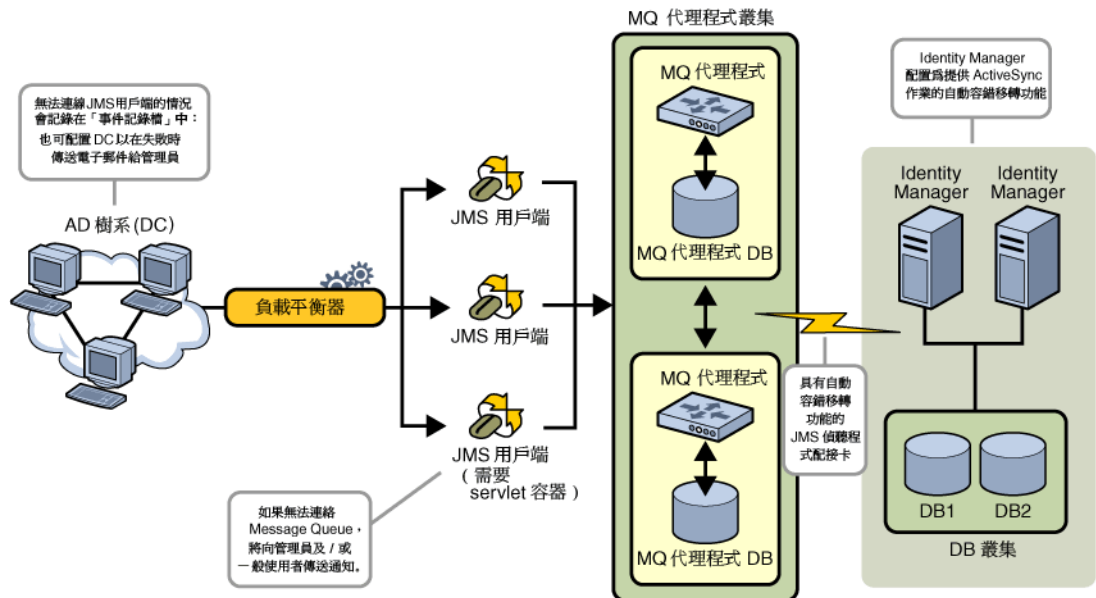 無法連線JMS用戶端的情況
會記錄在「事件記錄檔」中：
也可配置 DC 以在失敗時
傳送電子郵件給管理員
AD 樹系 (DC)
負載平衡器
JMS 用戶端
JMS 用戶端
JMS 用戶端
( 需要
servlet 容器 )
如果無法連絡
Message Queue，
將向管理員及 / 或
一般使用者傳送通知。
MQ 代理程式叢集
MQ 代理程式
MQ 代理程式 DB
MQ 代理程式
MQ 代理程式 DB
具有自動
容錯移轉
功能的
JMS 偵聽程
式配接卡
Identity Manager
配置爲提供 ActiveSync
作業的自動容錯移轉功能
Identity
Manager
Identity
Manager
DB1
DB2
DB 叢集